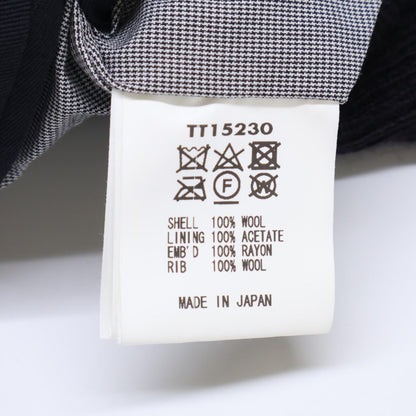 TT15230
F W
SHELL 100% WOOL
LINING 100% ACETATE
EMB'D 100% RAYON
RIB 100% WOOL
MADE IN JAPAN